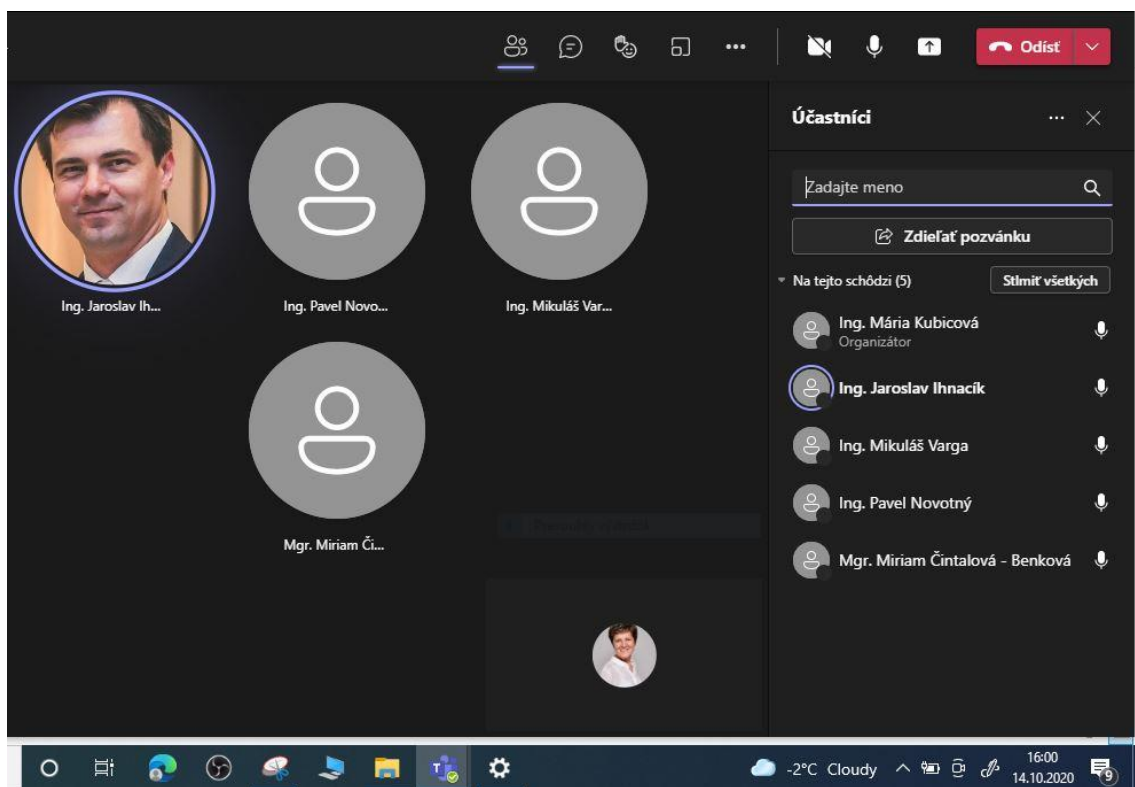 Odísť
Ing. Jaroslav Ih...
Ing. Pavel Novo...
Ing. Mikuláš Var...
Mgr. Miriam Či...
Účastníci
Zadajte meno
Zdieľať pozvánku
Na tejto schôdzi (5)
Stlmiť všetkých
Ing. Mária Kubicová
Organizátor
Ing. Jaroslav Ihnacík
Ing. Mikuláš Varga
Ing. Pavel Novotný
Mgr. Miriam Čintalová - Benková
-2°C Cloudy
16:00
14.10.2020
9